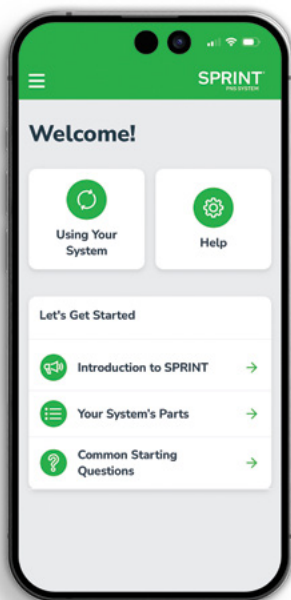 SPRINT
PNS SYSTEM
Welcome!
Using Your
System
Help
Let's Get Started
Introduction to SPRINT
Your System's Parts
Common Starting
Questions